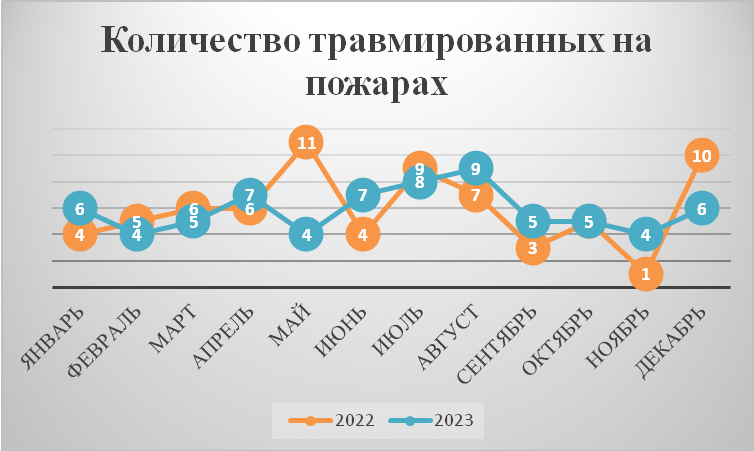 Количество травмированных на
пожарах
11
10
9
9
8
7
7
7
6
6
6
6
5
5
5
5
4
4
4
4
4
3
1
ЯНВАРЬ
ФЕВРАЛЬ
МАРТ
АПРЕЛЬ
МАЙ
ИЮНЬ
ИЮЛЬ
АВГУСТ
СЕНТЯБРЬ
ОКТЯБРЬ
НОЯБРЬ
ДЕКАБРЬ
2022
2023